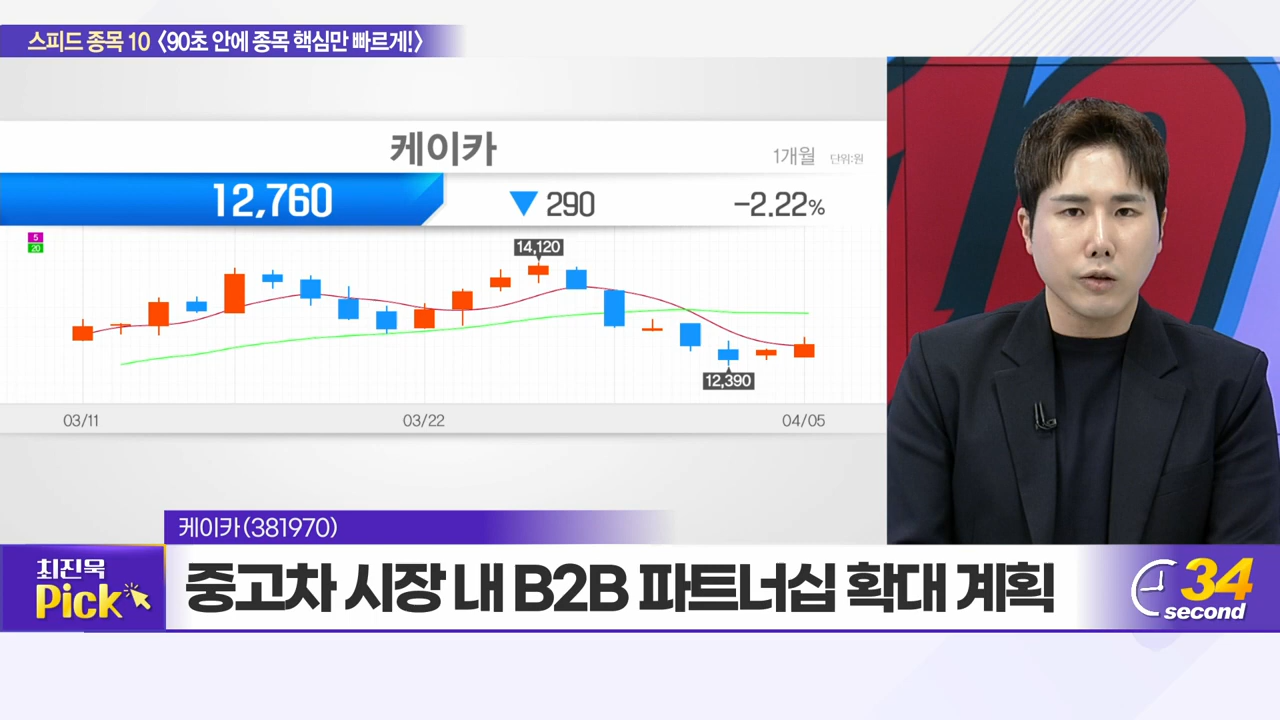 스피드 종목 10 〈90초 안에 종목 핵심만 빠르게!〉
케이카
1개월 단위:원
12,760 ▼ 290 -2.22%
5
20
14,120
12,390
03/11 03/22 04/05
케이카(381970)
최진욱
Pick
중고차 시장 내 B2B 파트너십 확대 계획
34
second